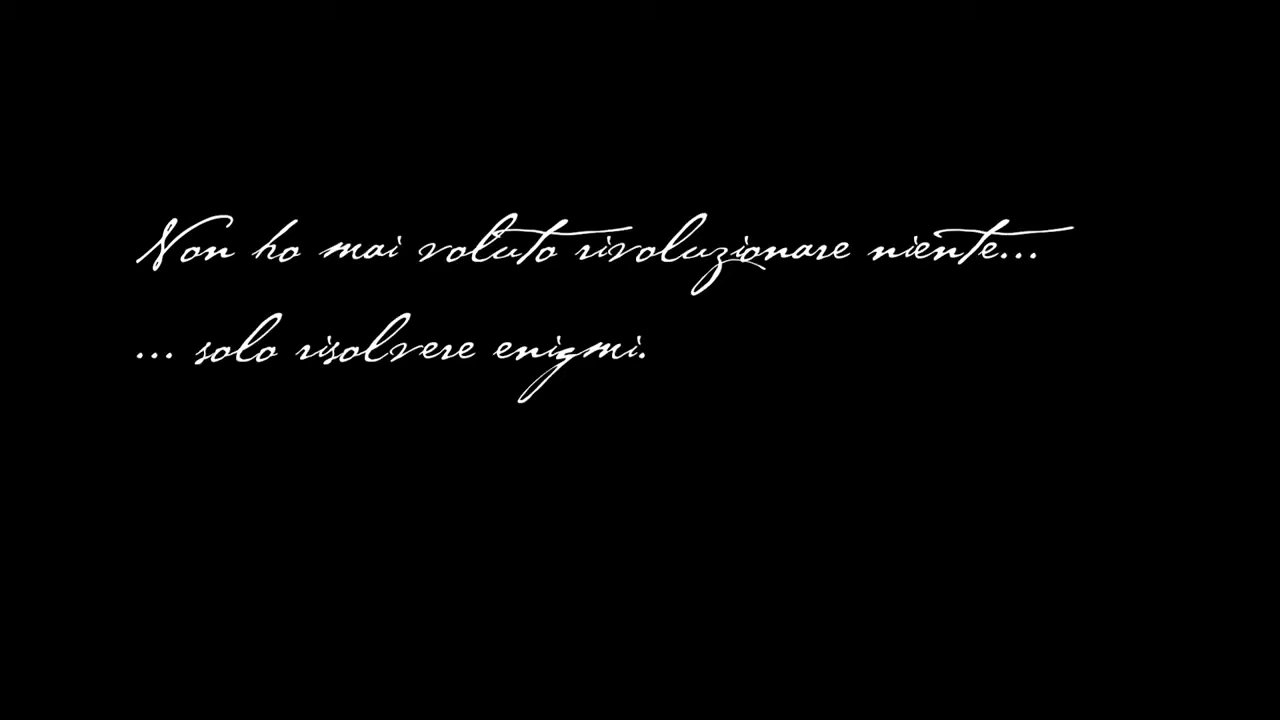 Non ho mai voluto rivoluzionare niente...
... solo risolvere enigmi.